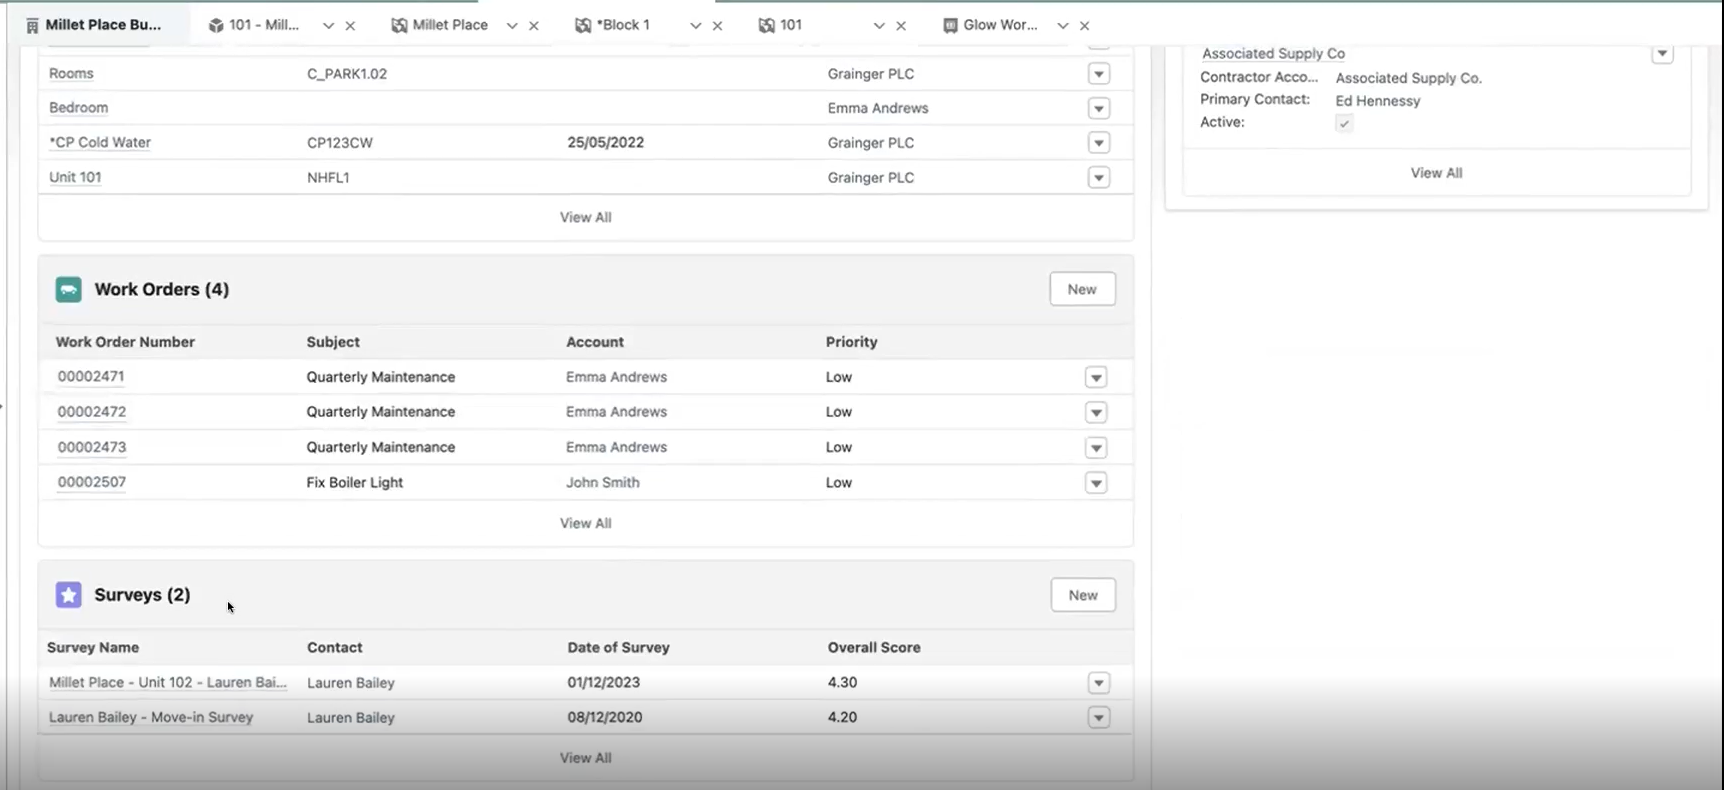 Millet Place Bu... 101 - Mill... Millet Place *Block 1 101 Glow Wor...
Rooms C_PARK1.02 Grainger PLC
Bedroom Emma Andrews
*CP Cold Water CP123CW 25/05/2022 Grainger PLC
Unit 101 NHFL1 Grainger PLC
View All
Work Orders (4) New
Work Order Number Subject Account Priority
00002471 Quarterly Maintenance Emma Andrews Low
00002472 Quarterly Maintenance Emma Andrews Low
00002473 Quarterly Maintenance Emma Andrews Low
00002507 Fix Boiler Light John Smith Low
View All
Surveys (2) New
Survey Name Contact Date of Survey Overall Score
Millet Place - Unit 102 - Lauren Bai... Lauren Bailey 01/12/2023 4.30
Lauren Bailey - Move-in Survey Lauren Bailey 08/12/2020 4.20
View All
Associated Supply Co
Contractor Acco... Associated Supply Co.
Primary Contact: Ed Hennessy
Active:
View All